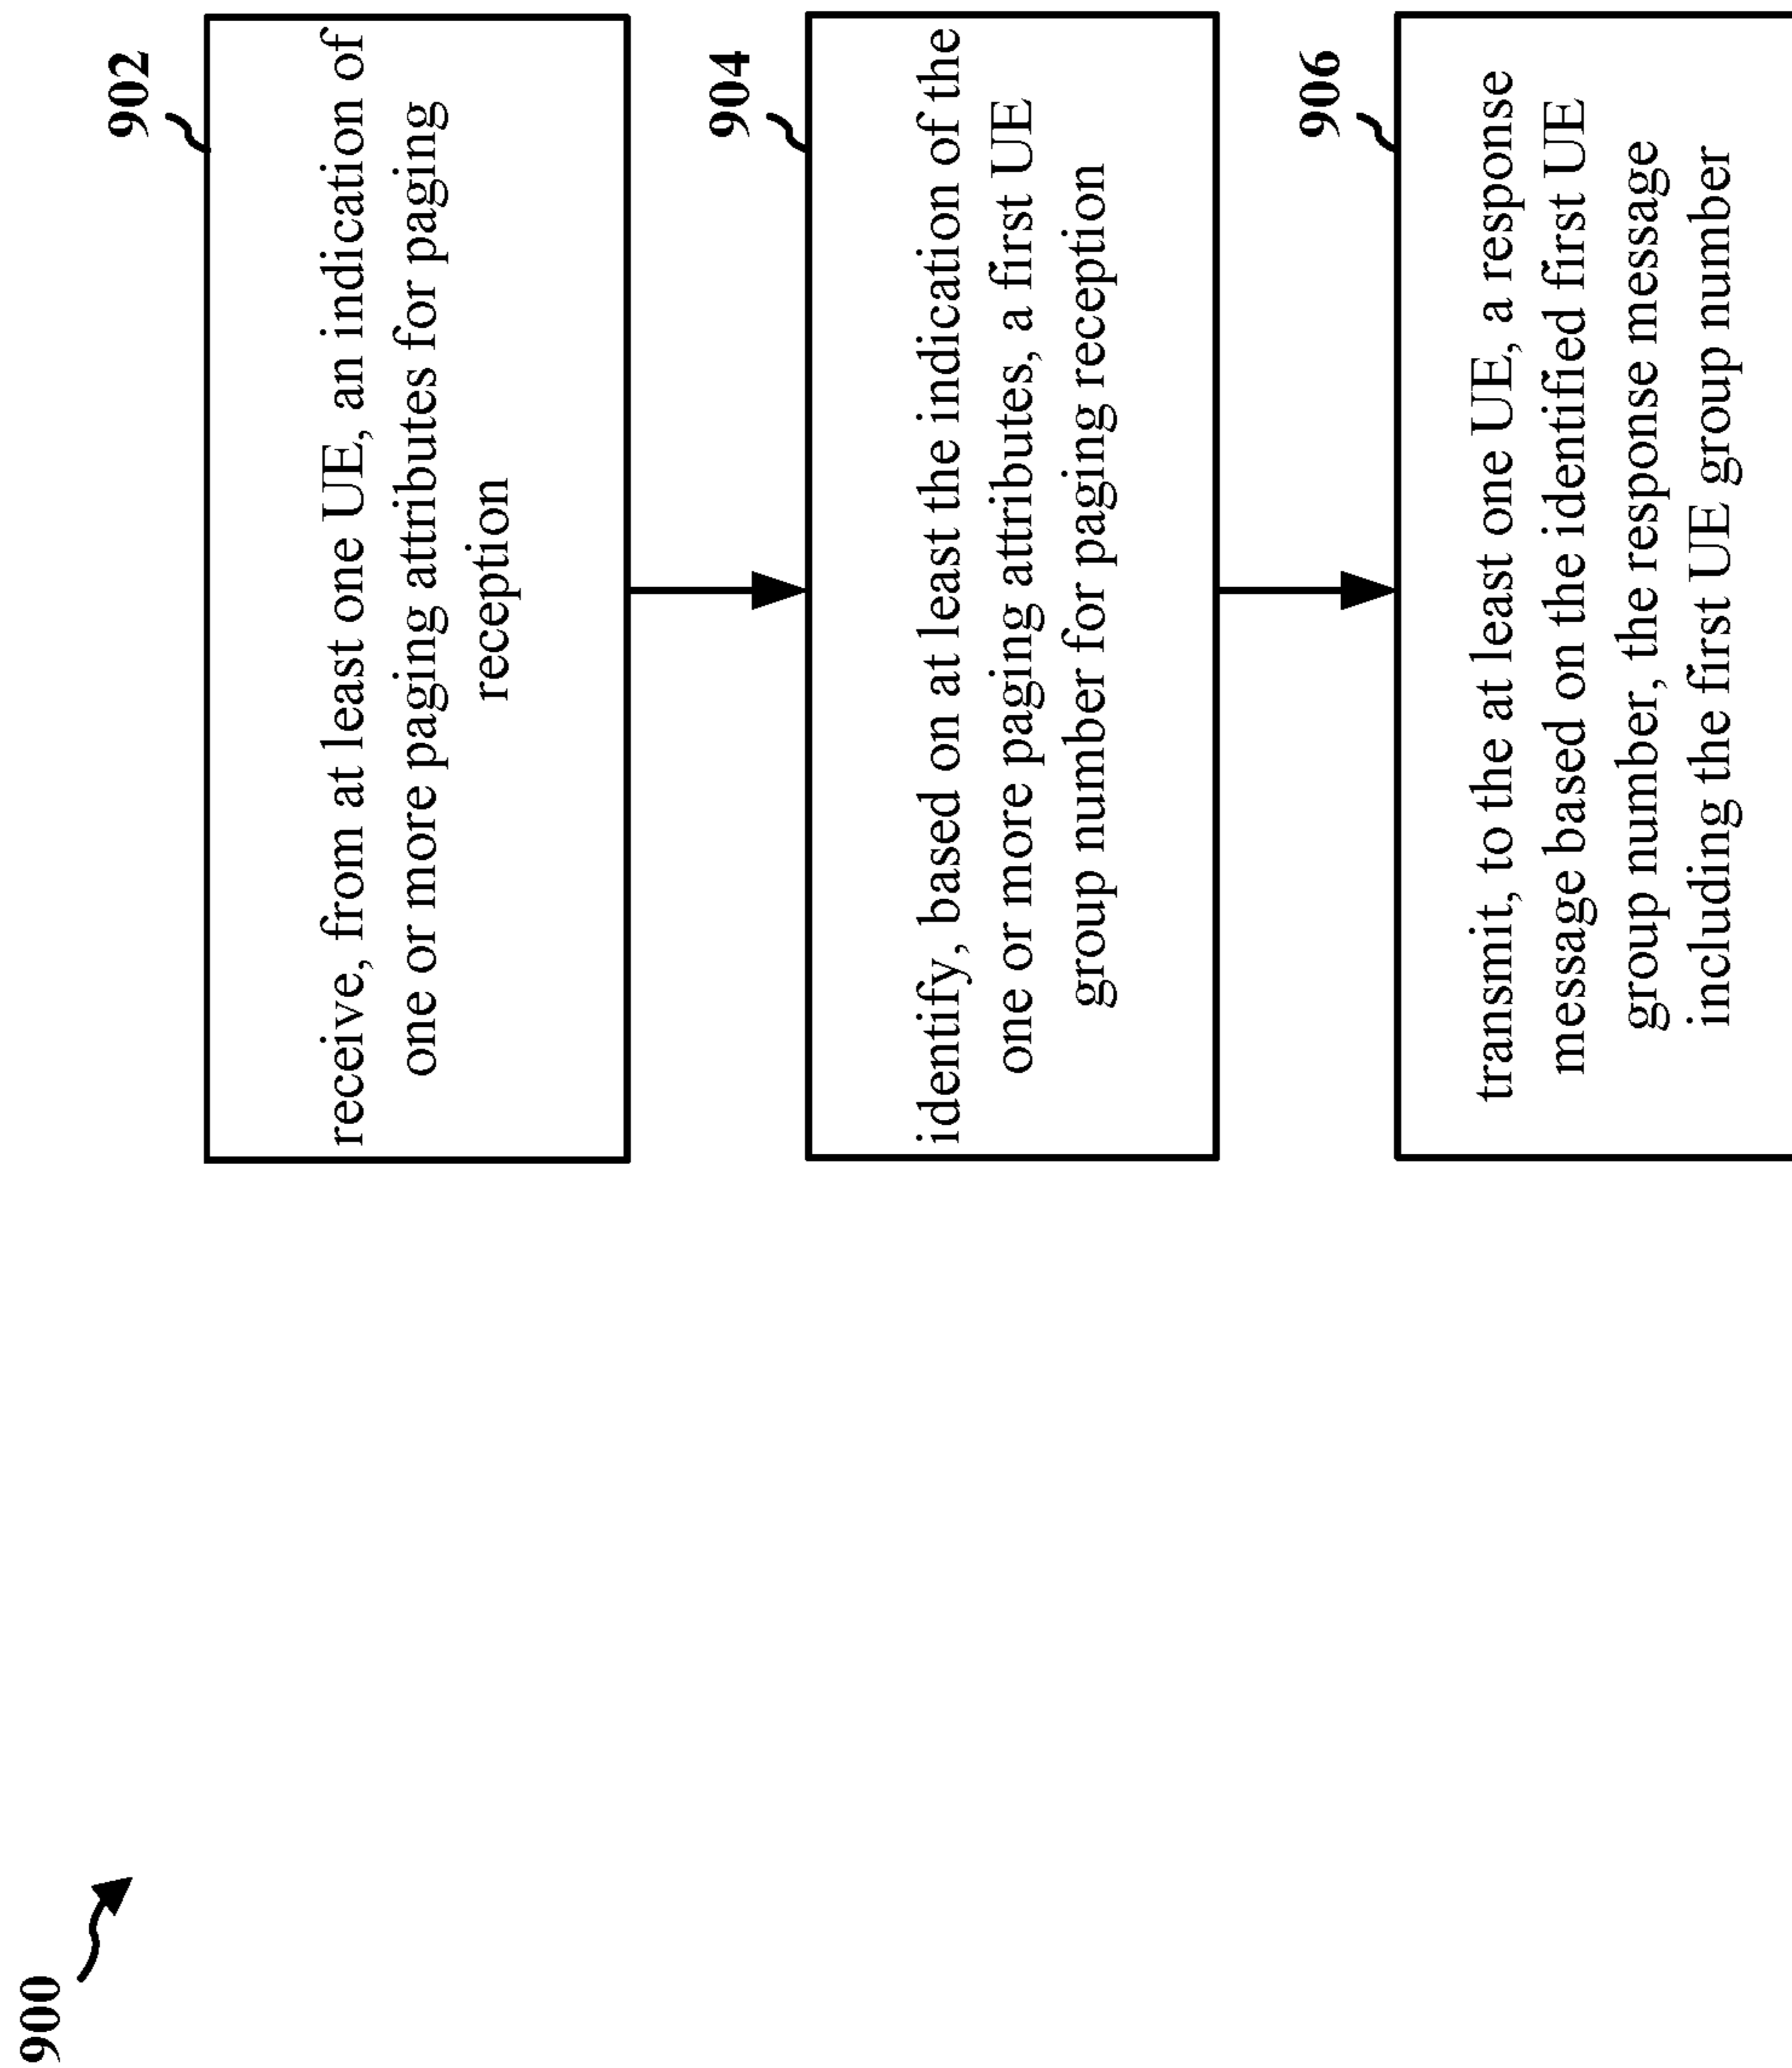 900
902
receive, from at least one UE, an indication of
one or more paging attributes for paging
reception
904
identify, based on at least the indication of the
one or more paging attributes, a first UE
group number for paging reception
906
transmit, to the at least one UE, a response
message based on the identified first UE
group number, the response message
including the first UE group number